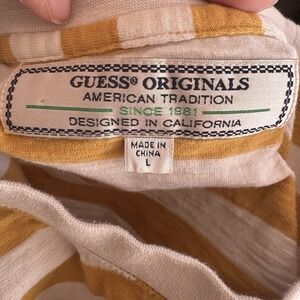 GUESS® ORIGINALS
AMERICAN TRADITION
SINCE 1981
DESIGNED IN CALIFORNIA
MADE IN
CHINA
L